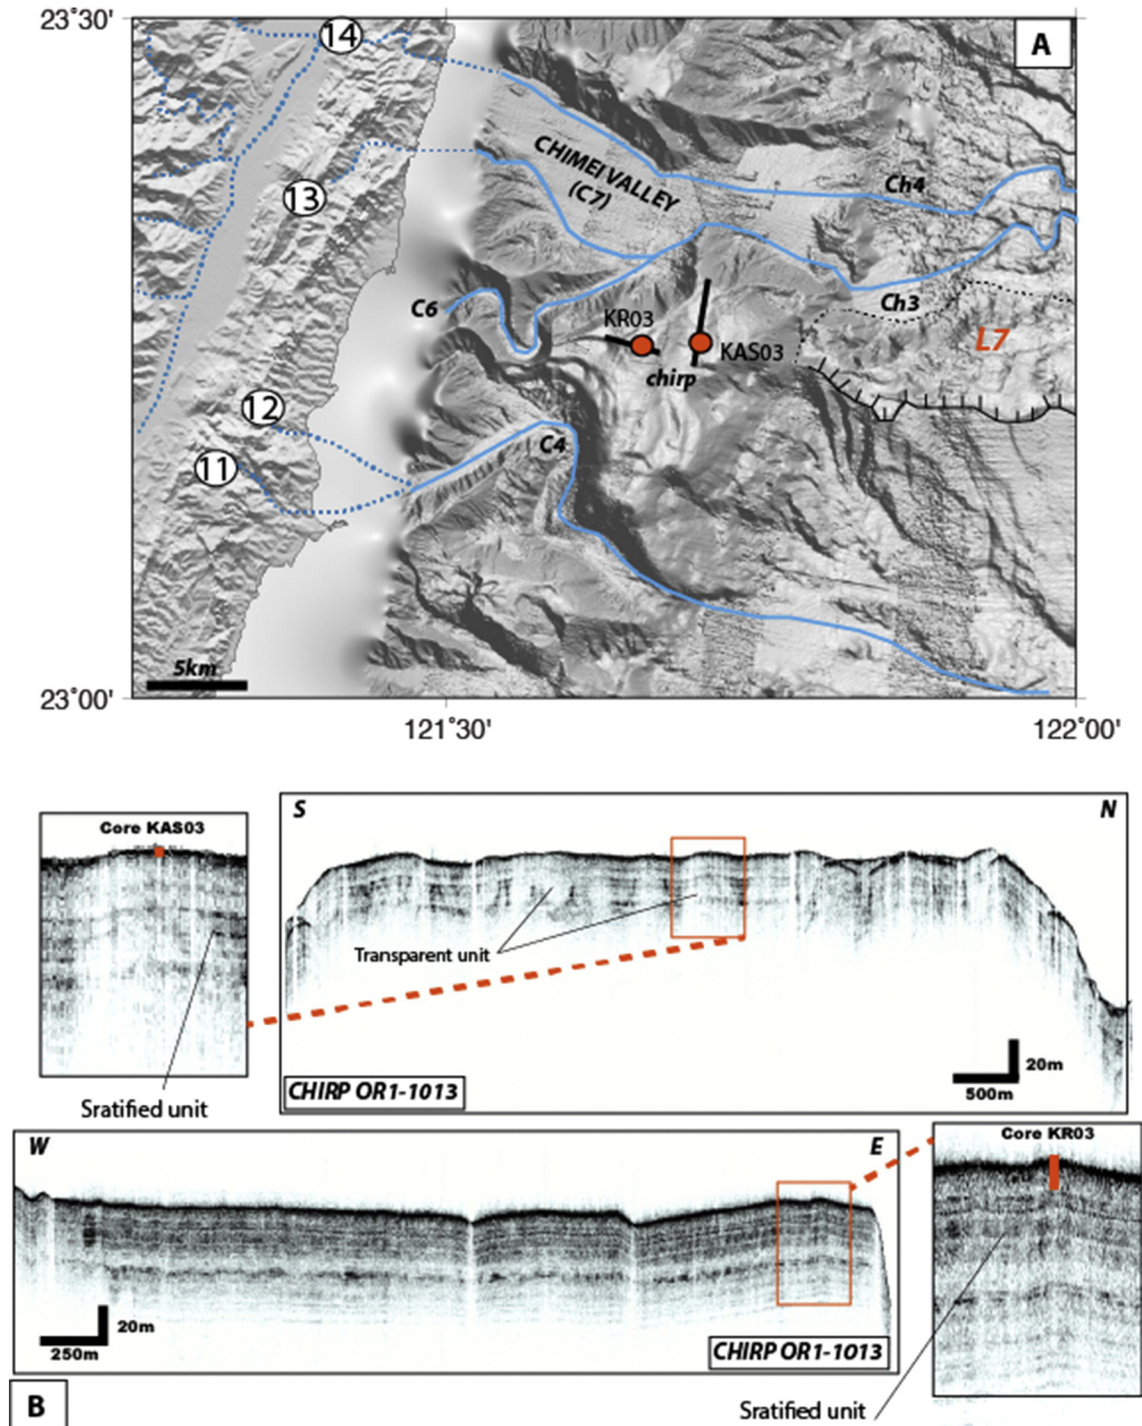 23°30'
A
14
13
CHIMEI VALLEY
(C7)
Ch4
Ch3
C6
KR03
KAS03
chirp
L7
12
11
C4
5km
23°00'
121°30'
122°00'
Core KAS03
S
N
Transparent unit
20m
500m
CHIRP OR1-1013
Sratified unit
W
E
Core KR03
20m
250m
CHIRP OR1-1013
B
Sratified unit